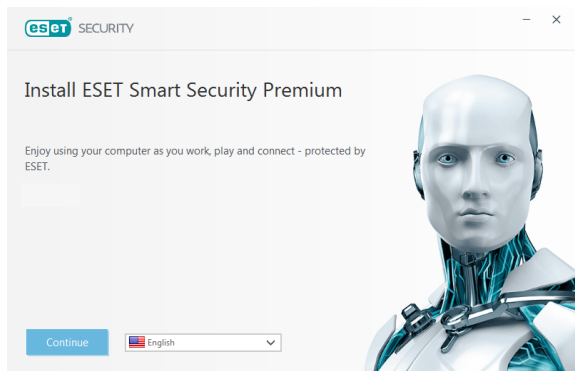 eseT SECURITY
Install ESET Smart Security Premium
Enjoy using your computer as you work, play and connect - protected by
ESET.
Continue
English